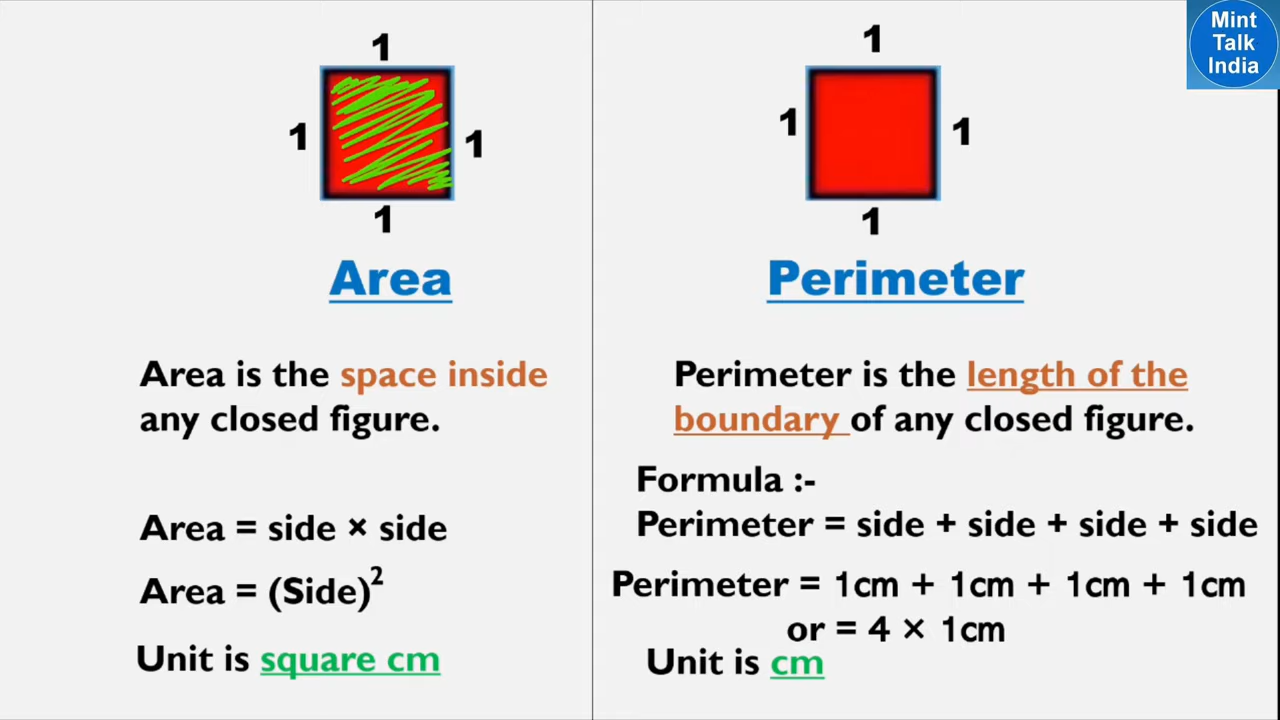 1
1
1
1
Area
Area is the space inside
any closed figure.
Area = side × side
Area = (Side)²
Unit is square cm
1
1
1
1
Perimeter
Perimeter is the length of the
boundary of any closed figure.
Formula :-
Perimeter = side + side + side + side
Perimeter = 1cm + 1cm + 1cm + 1cm
or = 4 × 1cm
Unit is cm
Mint
Talk
India